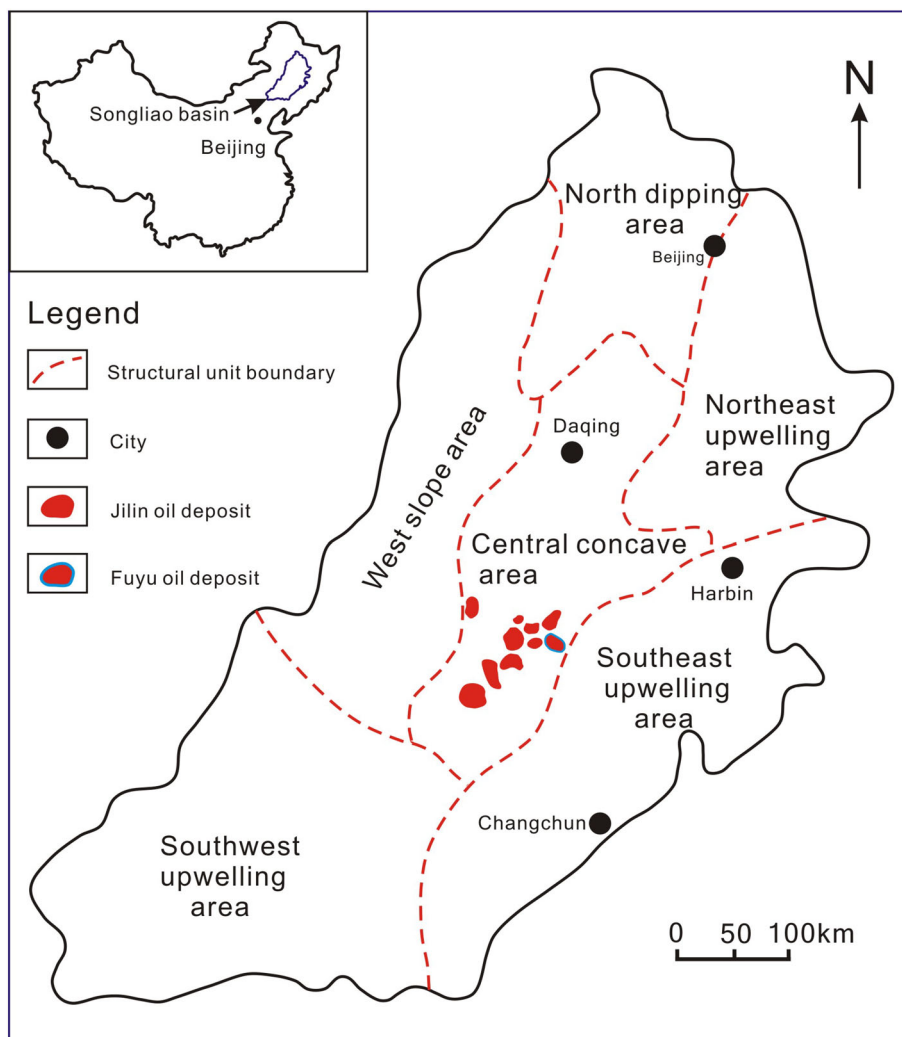 Songliao basin
Beijing
N
North dipping
area
Beijing
Legend
Structural unit boundary
City
Jilin oil deposit
Fuyu oil deposit
West slope area
Daqing
Northeast
upwelling
area
Central concave
area
Harbin
Southeast
upwelling
area
Changchun
Southwest
upwelling
area
0 50 100km